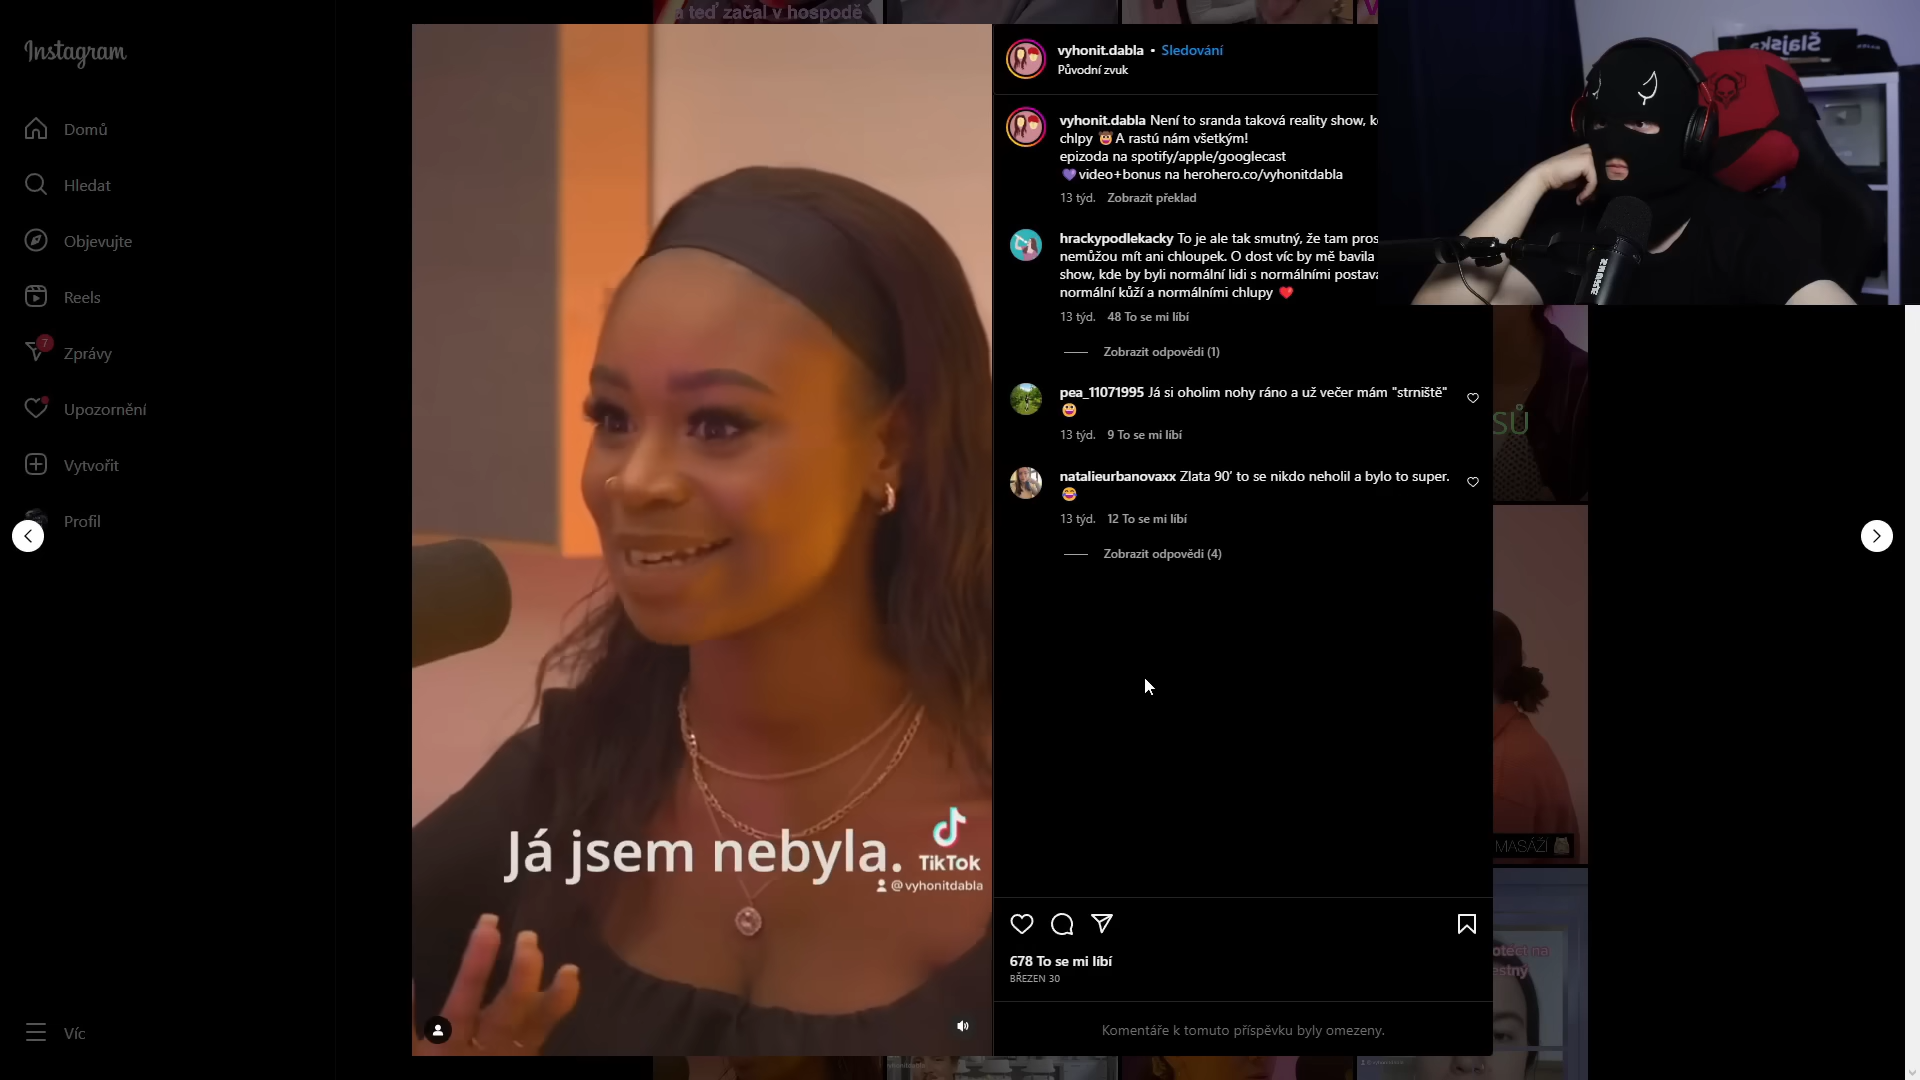 a teď začal v hospodě
Instagram
Domů
Hledat
Objevujte
Reels
7
Zprávy
Upozornění
Vytvořit
Profil
Víc
Já jsem nebyla.
TikTok
@vyhonitdabla
vyhonit.dabla • Sledování
Původní zvuk
vyhonit.dabla Není to sranda taková reality show,
chlpy 🤠 A rastú nám všetkým!
epizoda na spotify/apple/googlecast
💜video+bonus na herohero.co/vyhonitdabla
13 týd. Zobrazit překlad
hrackypodlekacky To je ale tak smutný, že tam
nemůžou mít ani chloupek. O dost víc by mě bavila
show, kde by byli normální lidi s normálními
normální kůží a normálními chlupy ❤️
13 týd. 48 To se mi líbí
Zobrazit odpovědi (1)
pea_11071995 Já si oholim nohy ráno a už večer mám "strniště"
😀
13 týd. 9 To se mi líbí
natalieurbanovaxx Zlata 90' to se nikdo neholil a bylo to super.
😂
13 týd. 12 To se mi líbí
Zobrazit odpovědi (4)
678 To se mi líbí
BŘEZEN 30
Komentáře k tomuto příspěvku byly omezeny.
Šlajska
SŮ
MASÁŽÍ